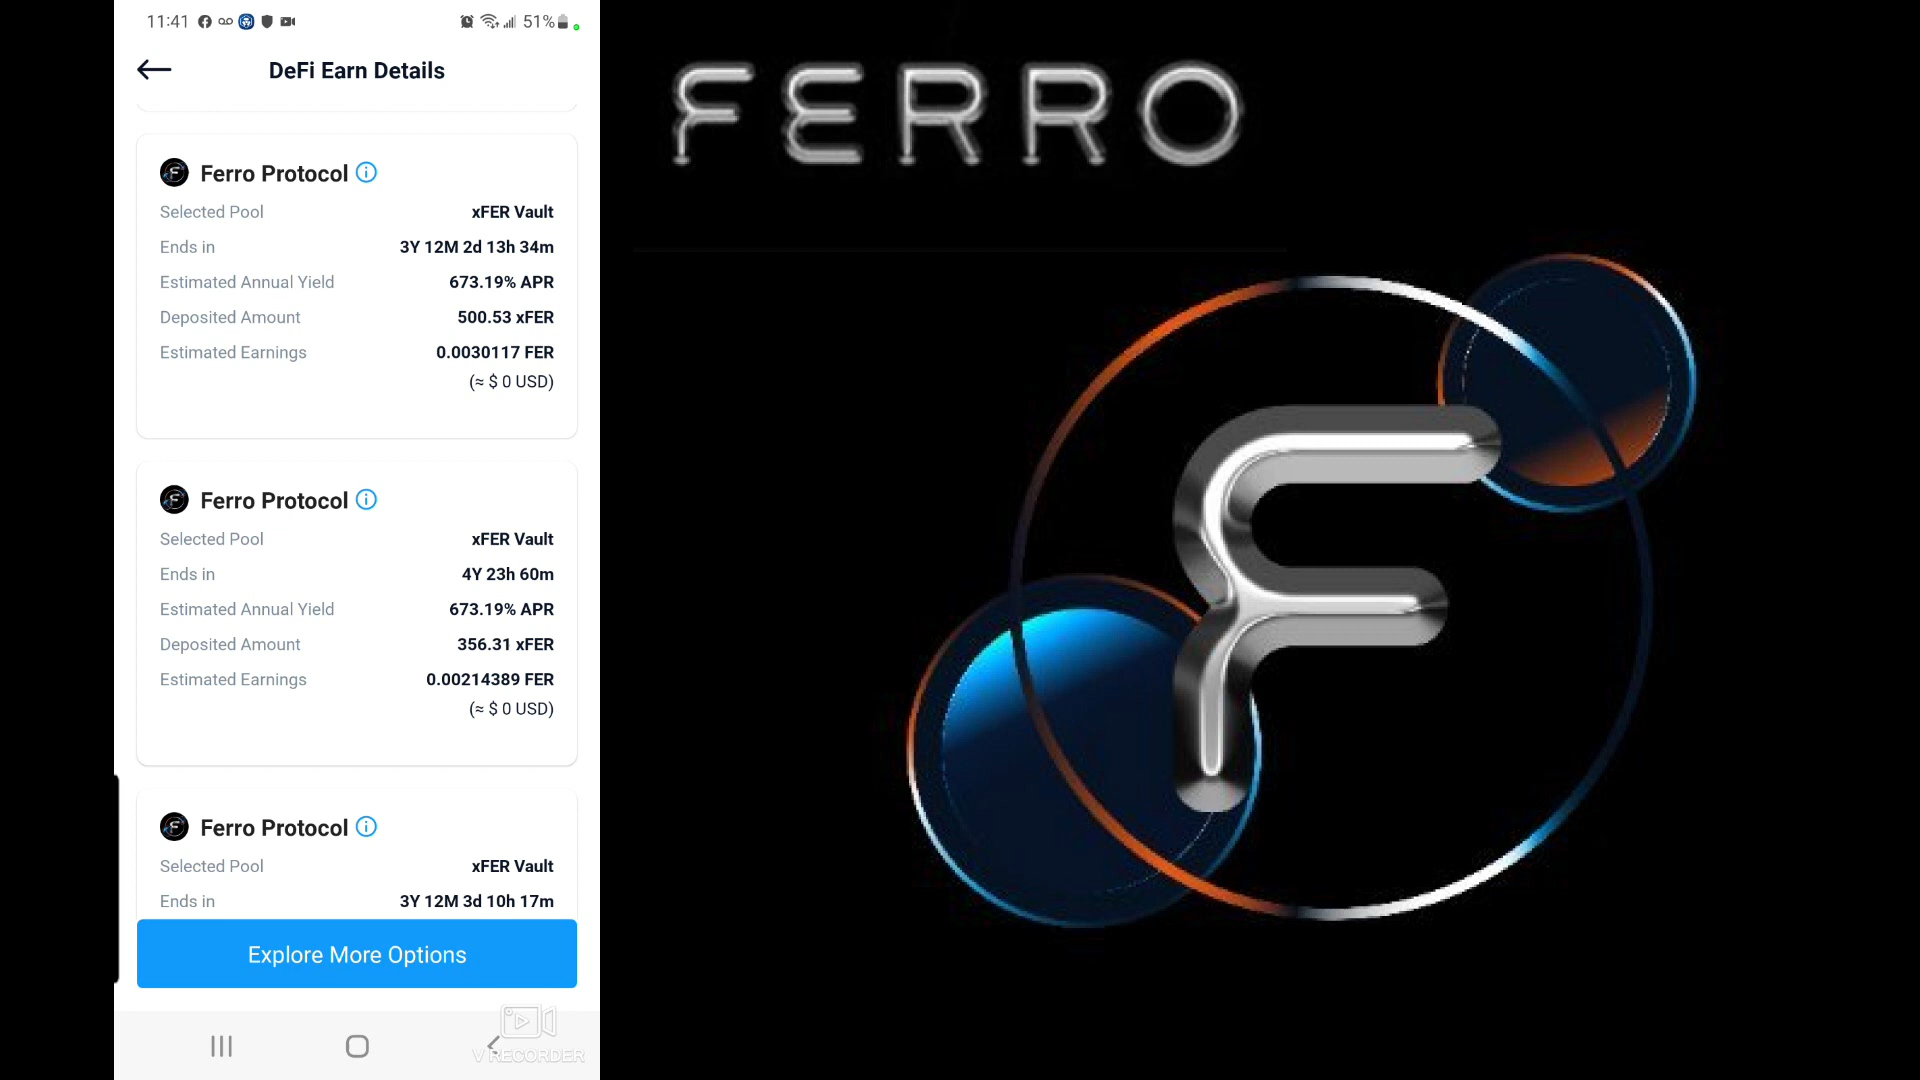 11:41
51%
DeFi Earn Details
Ferro Protocol
Selected Pool xFER Vault
Ends in 3Y 12M 2d 13h 34m
Estimated Annual Yield 673.19% APR
Deposited Amount 500.53 xFER
Estimated Earnings 0.0030117 FER
(≈ $ 0 USD)
Ferro Protocol
Selected Pool xFER Vault
Ends in 4Y 23h 60m
Estimated Annual Yield 673.19% APR
Deposited Amount 356.31 xFER
Estimated Earnings 0.00214389 FER
(≈ $ 0 USD)
Ferro Protocol
Selected Pool xFER Vault
Ends in 3Y 12M 3d 10h 17m
Explore More Options
V RECORDER
FERRO